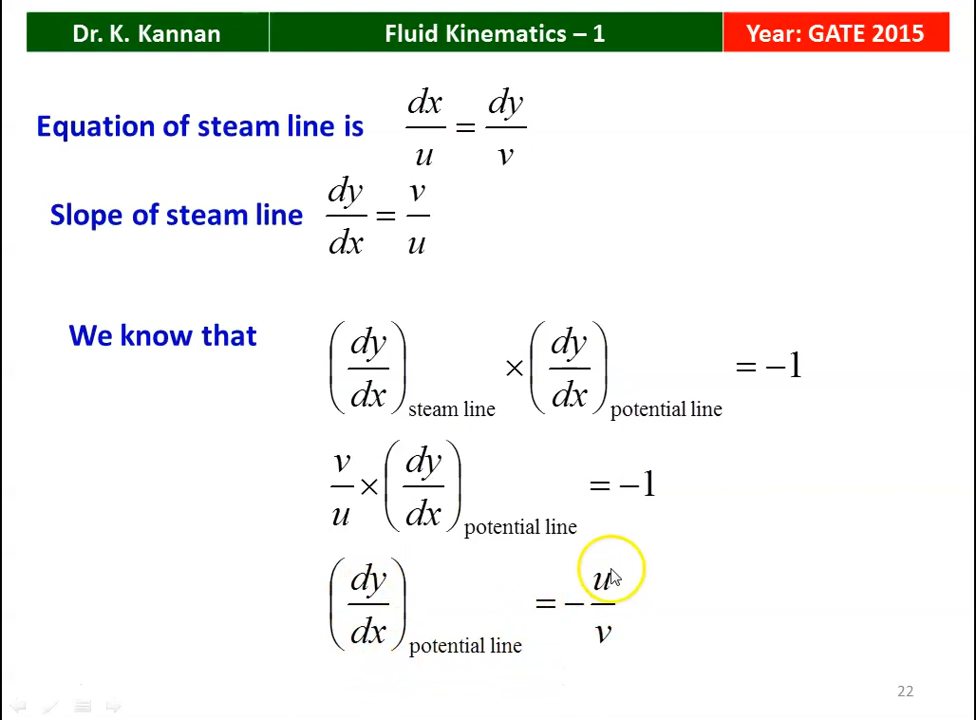 Dr. K. Kannan
Fluid Kinematics – 1
Year: GATE 2015
Equation of steam line is dx/u = dy/v
Slope of steam line dy/dx = v/u
We know that (dy/dx)steam line × (dy/dx)potential line = −1
v/u × (dy/dx)potential line = −1
(dy/dx)potential line = − u/v
22